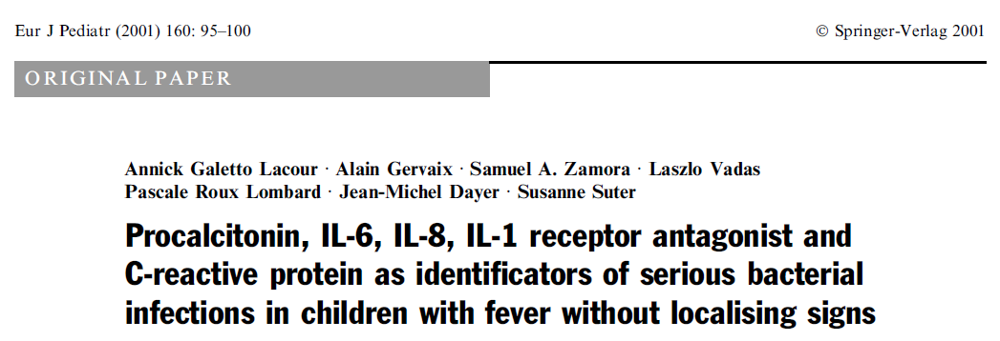 Eur J Pediatr (2001) 160: 95–100
© Springer-Verlag 2001
ORIGINAL PAPER
Annick Galetto Lacour · Alain Gervaix · Samuel A. Zamora · Laszlo Vadas
Pascale Roux Lombard · Jean-Michel Dayer · Susanne Suter
Procalcitonin, IL-6, IL-8, IL-1 receptor antagonist and
C-reactive protein as identificators of serious bacterial
infections in children with fever without localising signs